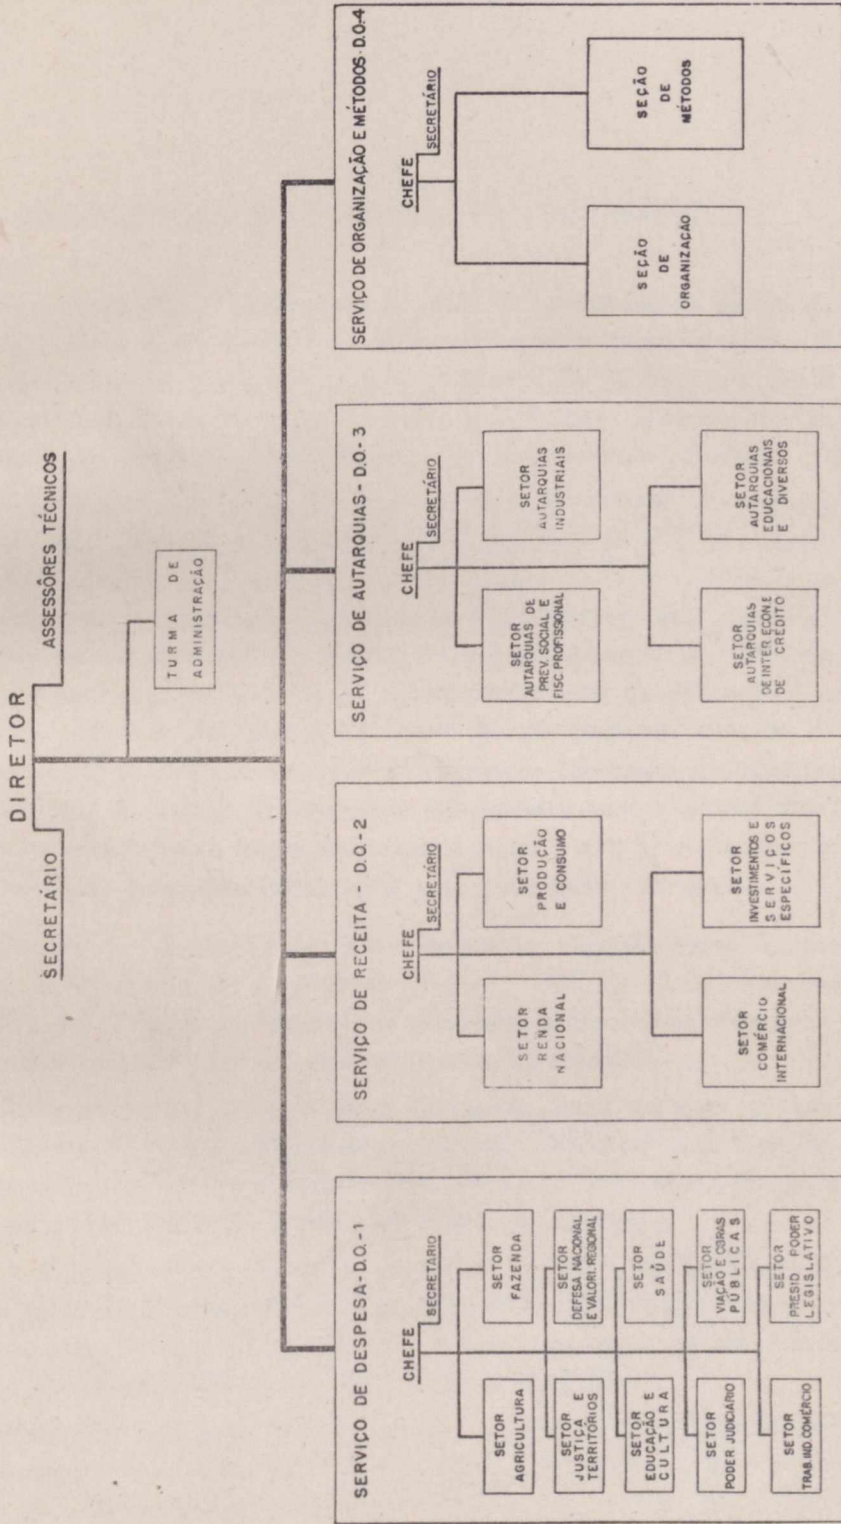 DIRETOR
SECRETÁRIO
ASSESSÔRES TÉCNICOS
TURMA DE
ADMINISTRAÇÃO
SERVIÇO DE DESPESA-D.O.-1
CHEFE
SECRETÁRIO
SETOR
AGRICULTURA
SETOR
FAZENDA
SETOR
JUSTIÇA E
TERRITÓRIOS
SETOR
DEFESA NACIONAL
E VALORI. REGIONAL
SETOR
EDUCAÇÃO E
CULTURA
SETOR
SAÚDE
SETOR
PODER JUDICIÁRIO
SETOR
VIAÇÃO E OBRAS
PÚBLICAS
SETOR
TRAB. IND COMÉRCIO
SETOR
PRESID PODER
LEGISLATIVO
SERVIÇO DE RECEITA - D.O.-2
CHEFE
SECRETÁRIO
SETOR
RENDA
NACIONAL
SETOR
PRODUÇÃO
E CONSUMO
SETOR
COMÉRCIO
INTERNACIONAL
SETOR
INVESTIMENTOS E
SERVIÇOS
ESPECÍFICOS
SERVIÇO DE AUTARQUIAS - D.O.- 3
CHEFE
SECRETÁRIO
SETOR
AUTARQUIAS DE
PREV. SOCIAL E
FISC. PROFISSIONAL
SETOR
AUTARQUIAS
INDUSTRIAIS
SETOR
AUTARQUIAS
DE INTER ECON. E
DE CRÉDITO
SETOR
AUTARQUIAS
EDUCACIONAIS
E DIVERSOS
SERVIÇO DE ORGANIZAÇÃO E MÉTODOS- D.O.-4
CHEFE
SECRETÁRIO
SEÇÃO
DE
ORGANIZAÇÃO
SEÇÃO
DE
MÉTODOS